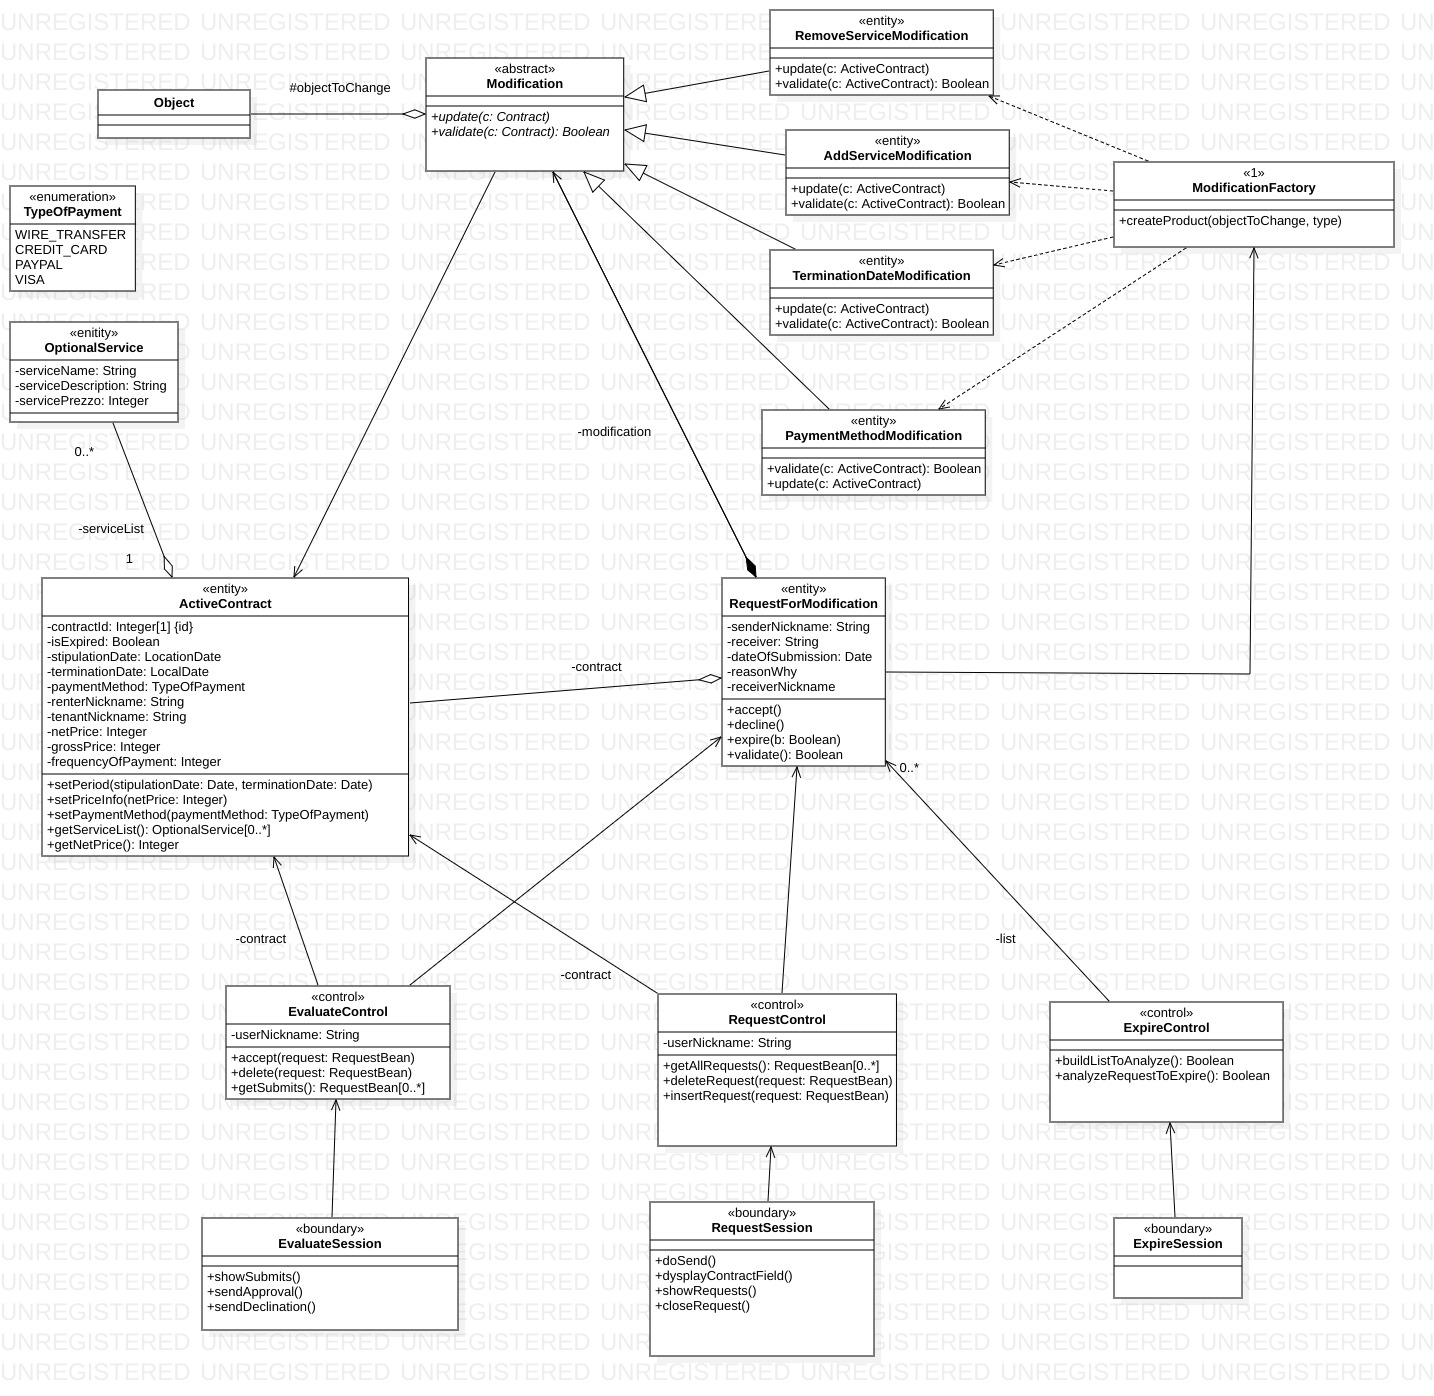 «entity»
RemoveServiceModification
+update(c: ActiveContract)
+validate(c: ActiveContract): Boolean
«abstract»
Modification
+update(c: Contract)
+validate(c: Contract): Boolean
#objectToChange
Object
«entity»
AddServiceModification
+update(c: ActiveContract)
+validate(c: ActiveContract): Boolean
«1»
ModificationFactory
+createProduct(objectToChange, type)
«enumeration»
TypeOfPayment
WIRE_TRANSFER
CREDIT_CARD
PAYPAL
VISA
«entity»
TerminationDateModification
+update(c: ActiveContract)
+validate(c: ActiveContract): Boolean
«enitity»
OptionalService
-serviceName: String
-serviceDescription: String
-servicePrezzo: Integer
«entity»
PaymentMethodModification
+validate(c: ActiveContract): Boolean
+update(c: ActiveContract)
-modification
0..*
-serviceList
1
«entity»
ActiveContract
-contractId: Integer[1] {id}
-isExpired: Boolean
-stipulationDate: LocationDate
-terminationDate: LocalDate
-paymentMethod: TypeOfPayment
-renterNickname: String
-tenantNickname: String
-netPrice: Integer
-grossPrice: Integer
-frequencyOfPayment: Integer
+setPeriod(stipulationDate: Date, terminationDate: Date)
+setPriceInfo(netPrice: Integer)
+setPaymentMethod(paymentMethod: TypeOfPayment)
+getServiceList(): OptionalService[0..*]
+getNetPrice(): Integer
-contract
«entity»
RequestForModification
-senderNickname: String
-receiver: String
-dateOfSubmission: Date
-reasonWhy
-receiverNickname
+accept()
+decline()
+expire(b: Boolean)
+validate(): Boolean
0..*
-contract
-contract
-list
«control»
EvaluateControl
-userNickname: String
+accept(request: RequestBean)
+delete(request: RequestBean)
+getSubmits(): RequestBean[0..*]
«control»
RequestControl
-userNickname: String
+getAllRequests(): RequestBean[0..*]
+deleteRequest(request: RequestBean)
+insertRequest(request: RequestBean)
«control»
ExpireControl
+buildListToAnalyze(): Boolean
+analyzeRequestToExpire(): Boolean
«boundary»
EvaluateSession
+showSubmits()
+sendApproval()
+sendDeclination()
«boundary»
RequestSession
+doSend()
+dysplayContractField()
+showRequests()
+closeRequest()
«boundary»
ExpireSession
UNREGISTERED